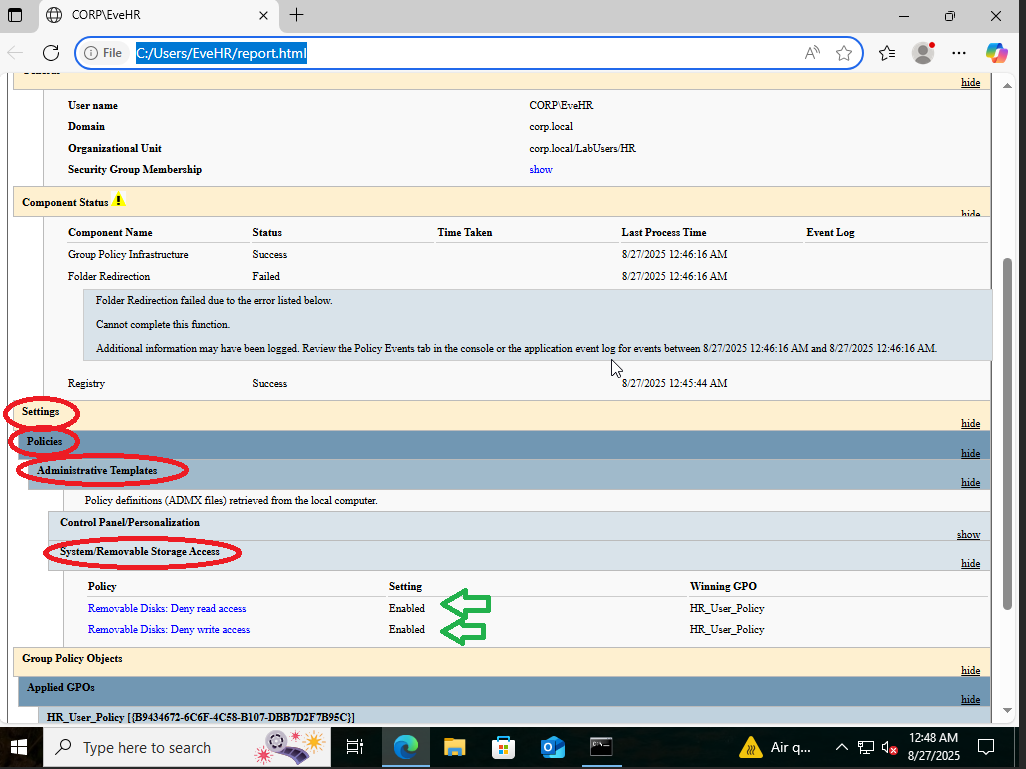 CORP\EveHR
File C:/Users/EveHR/report.html
hide
User name CORP\EveHR
Domain corp.local
Organizational Unit corp.local/LabUsers/HR
Security Group Membership show
Component Status
hide
Component Name Status Time Taken Last Process Time Event Log
Group Policy Infrastructure Success 8/27/2025 12:46:16 AM
Folder Redirection Failed 8/27/2025 12:46:16 AM
Folder Redirection failed due to the error listed below.
Cannot complete this function.
Additional information may have been logged. Review the Policy Events tab in the console or the application event log for events between 8/27/2025 12:46:16 AM and 8/27/2025 12:46:16 AM.
Registry Success 8/27/2025 12:45:44 AM
Settings
hide
Policies
hide
Administrative Templates
hide
Policy definitions (ADMX files) retrieved from the local computer.
Control Panel/Personalization
show
System/Removable Storage Access
hide
Policy Setting Winning GPO
Removable Disks: Deny read access Enabled HR_User_Policy
Removable Disks: Deny write access Enabled HR_User_Policy
Group Policy Objects
hide
Applied GPOs
hide
HR_User_Policy [{B9434672-6C6F-4C58-B107-DBB7D2F7B95C}]
Type here to search
Air q...
12:48 AM
8/27/2025